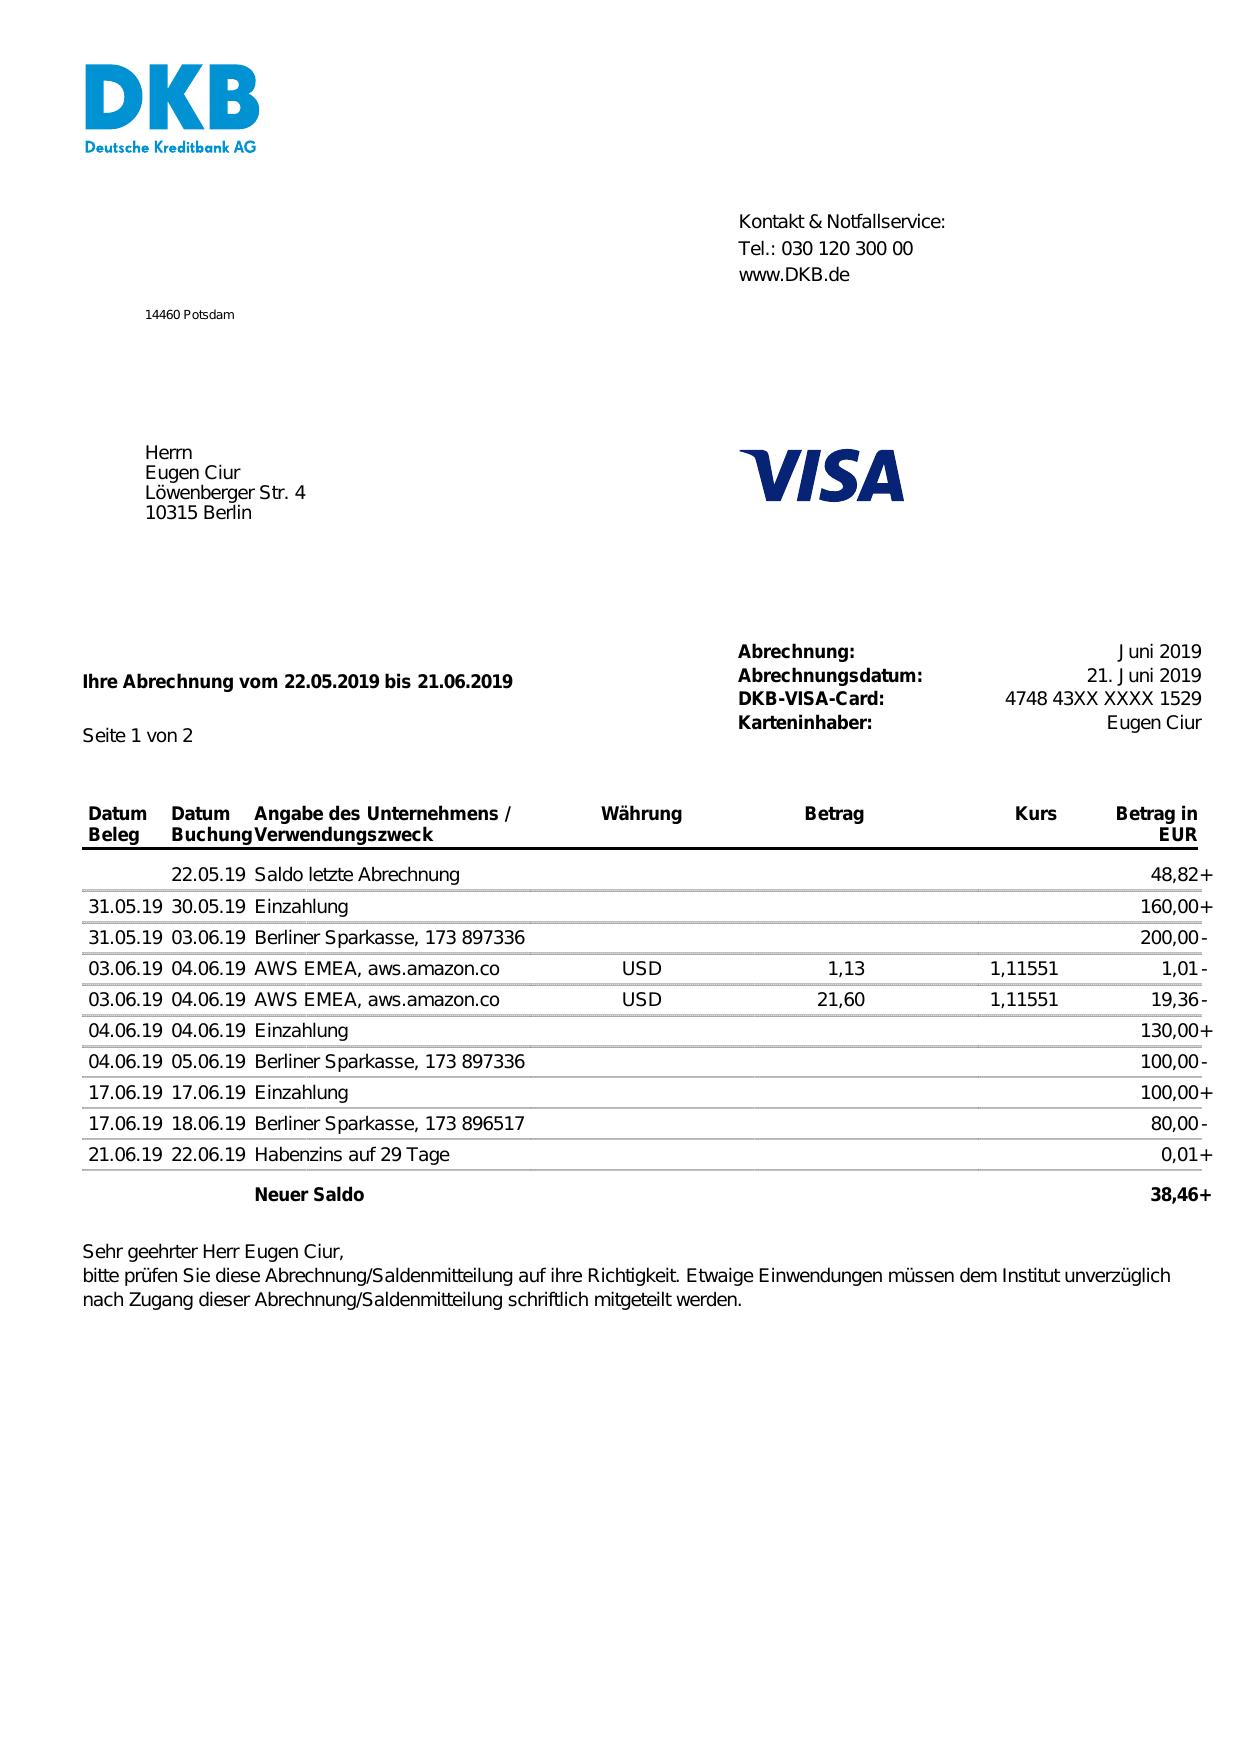 DKB
Deutsche Kreditbank AG
Kontakt & Notfallservice:
Tel.: 030 120 300 00
www.DKB.de
14460 Potsdam
Herrn
Eugen Ciur
Löwenberger Str. 4
10315 Berlin
VISA
Abrechnung: Juni 2019
Abrechnungsdatum: 21. Juni 2019
DKB-VISA-Card: 4748 43XX XXXX 1529
Karteninhaber: Eugen Ciur
Ihre Abrechnung vom 22.05.2019 bis 21.06.2019
Seite 1 von 2
Datum Datum Angabe des Unternehmens / Währung Betrag Kurs Betrag in
Beleg Buchung Verwendungszweck EUR
22.05.19 Saldo letzte Abrechnung 48,82+
31.05.19 30.05.19 Einzahlung 160,00+
31.05.19 03.06.19 Berliner Sparkasse, 173 897336 200,00-
03.06.19 04.06.19 AWS EMEA, aws.amazon.co USD 1,13 1,11551 1,01-
03.06.19 04.06.19 AWS EMEA, aws.amazon.co USD 21,60 1,11551 19,36-
04.06.19 04.06.19 Einzahlung 130,00+
04.06.19 05.06.19 Berliner Sparkasse, 173 897336 100,00-
17.06.19 17.06.19 Einzahlung 100,00+
17.06.19 18.06.19 Berliner Sparkasse, 173 896517 80,00-
21.06.19 22.06.19 Habenzins auf 29 Tage 0,01+
Neuer Saldo 38,46+
Sehr geehrter Herr Eugen Ciur,
bitte prüfen Sie diese Abrechnung/Saldenmitteilung auf ihre Richtigkeit. Etwaige Einwendungen müssen dem Institut unverzüglich
nach Zugang dieser Abrechnung/Saldenmitteilung schriftlich mitgeteilt werden.